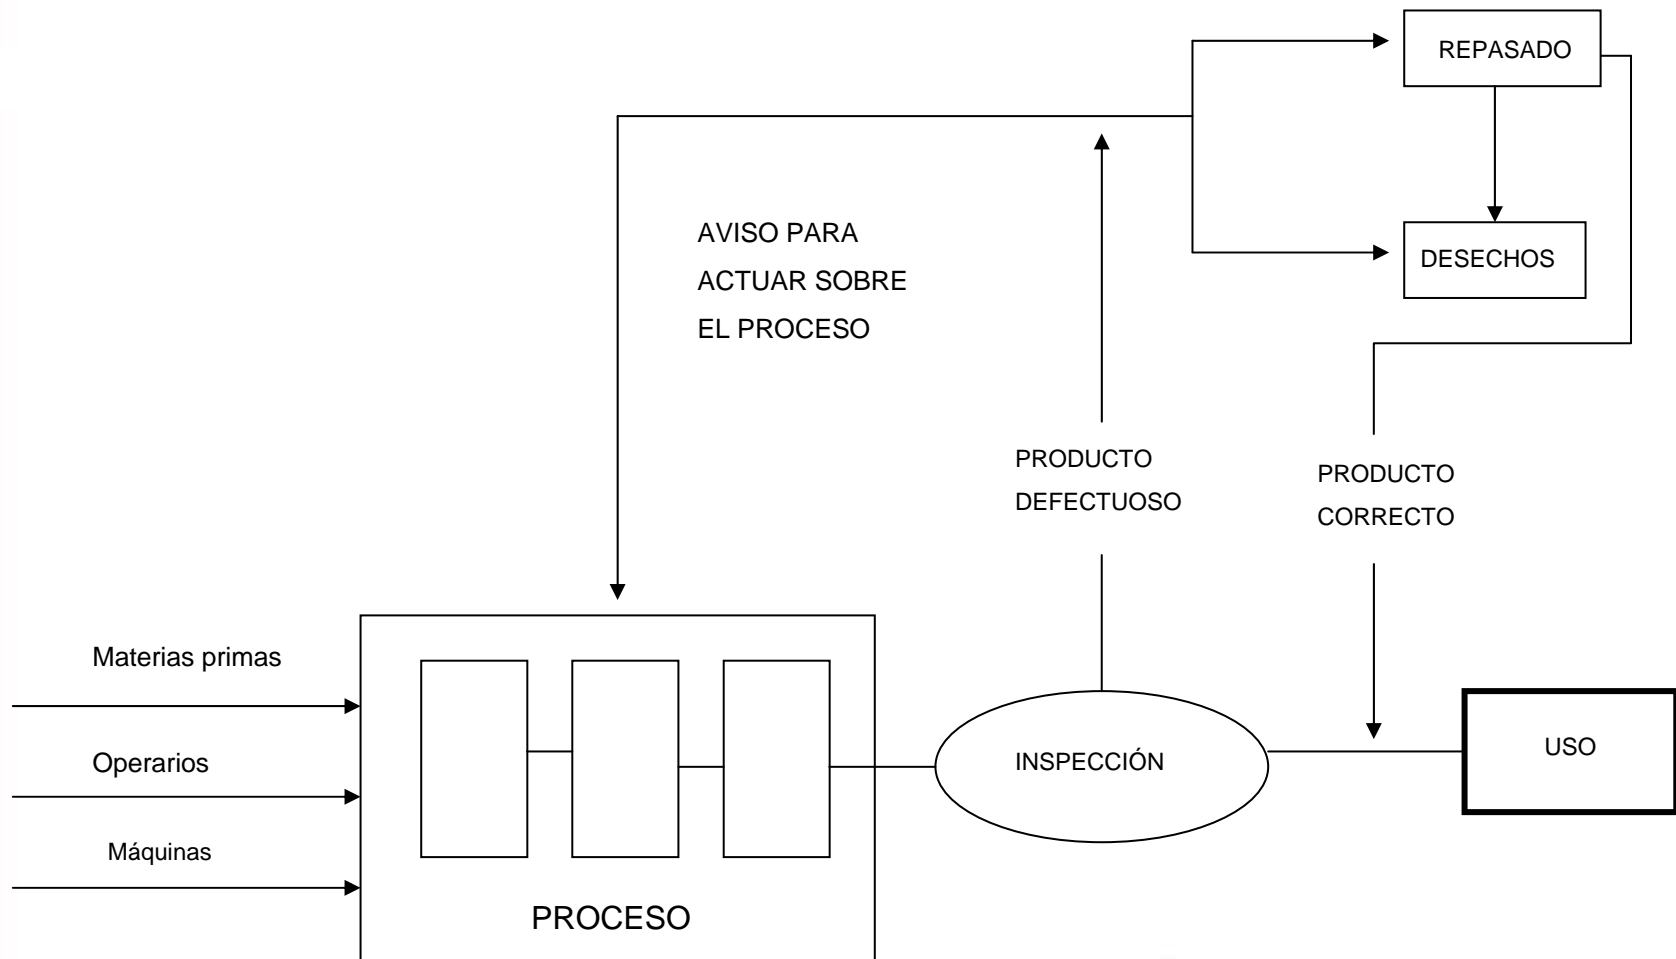 REPASADO
AVISO PARA
ACTUAR SOBRE
EL PROCESO
DESECHOS
PRODUCTO
DEFECTUOSO
PRODUCTO
CORRECTO
Materias primas
Operarios
Máquinas
INSPECCIÓN
USO
PROCESO